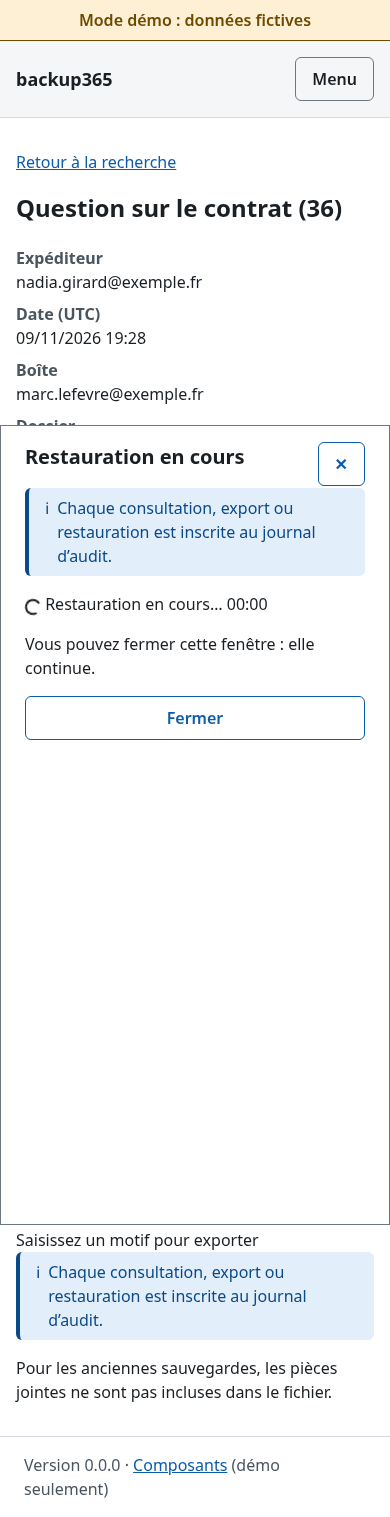 Mode démo : données fictives
backup365
Menu
Retour à la recherche
Question sur le contrat (36)
Expéditeur
nadia.girard@exemple.fr
Date (UTC)
09/11/2026 19:28
Boîte
marc.lefevre@exemple.fr
Dossier
Restauration en cours
×
i Chaque consultation, export ou
restauration est inscrite au journal
d’audit.
Restauration en cours… 00:00
Vous pouvez fermer cette fenêtre : elle
continue.
Fermer
Saisissez un motif pour exporter
i Chaque consultation, export ou
restauration est inscrite au journal
d’audit.
Pour les anciennes sauvegardes, les pièces
jointes ne sont pas incluses dans le fichier.
Version 0.0.0 · Composants (démo
seulement)